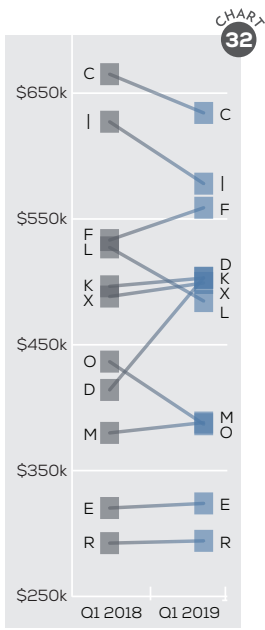 CHART
32
C
$650k
C
I
I
F
$550k
F
L
D
K
K
X
X
L
$450k
O
D
M
M
O
$350k
E
E
R
R
$250k
Q1 2018 Q1 2019